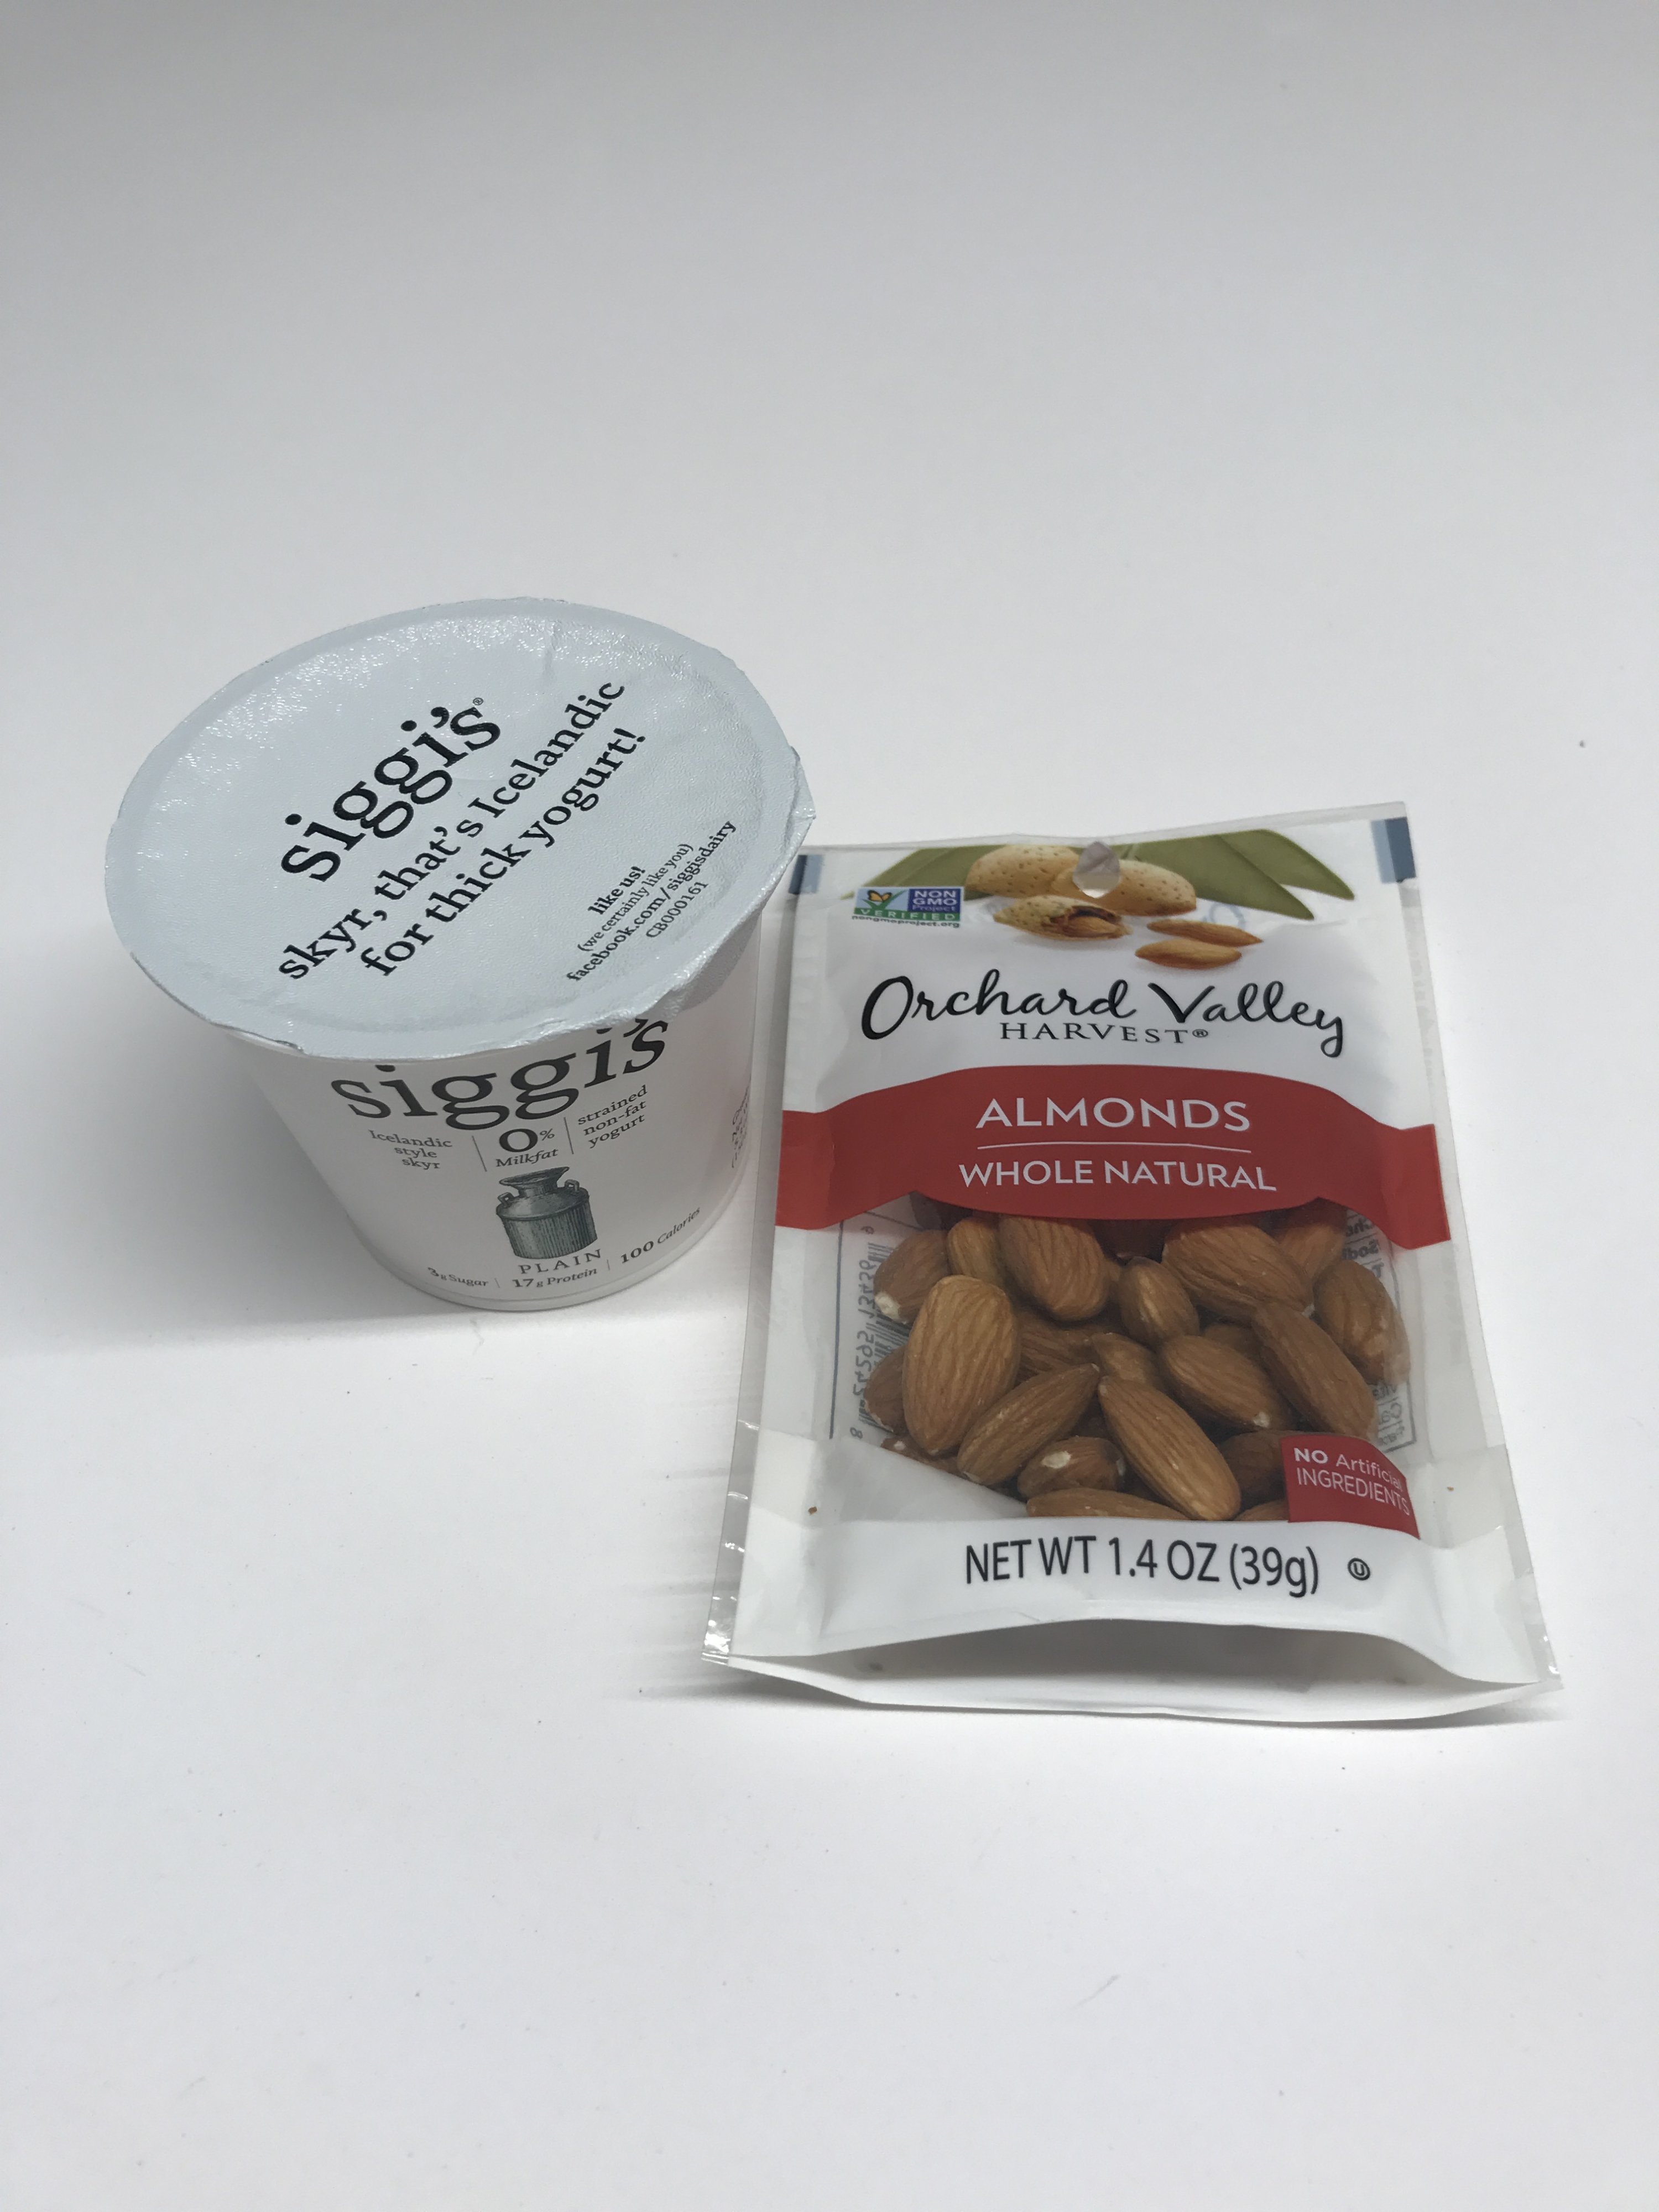 siggi's®
skyr, that's Icelandic
for thick yogurt!
like us!
(we certainly like you)
facebook.com/siggisdairy
CB000161
siggi's
Icelandic
style
skyr
0%
Milkfat
strained
non-fat
yogurt
PLAIN
3g Sugar | 17g Protein | 100 Calories
NON
GMO
Project
VERIFIED
nongmoproject.org
Orchard Valley
HARVEST®
ALMONDS
WHOLE NATURAL
NO Artificial
INGREDIENTS
NET WT 1.4 OZ (39g) U